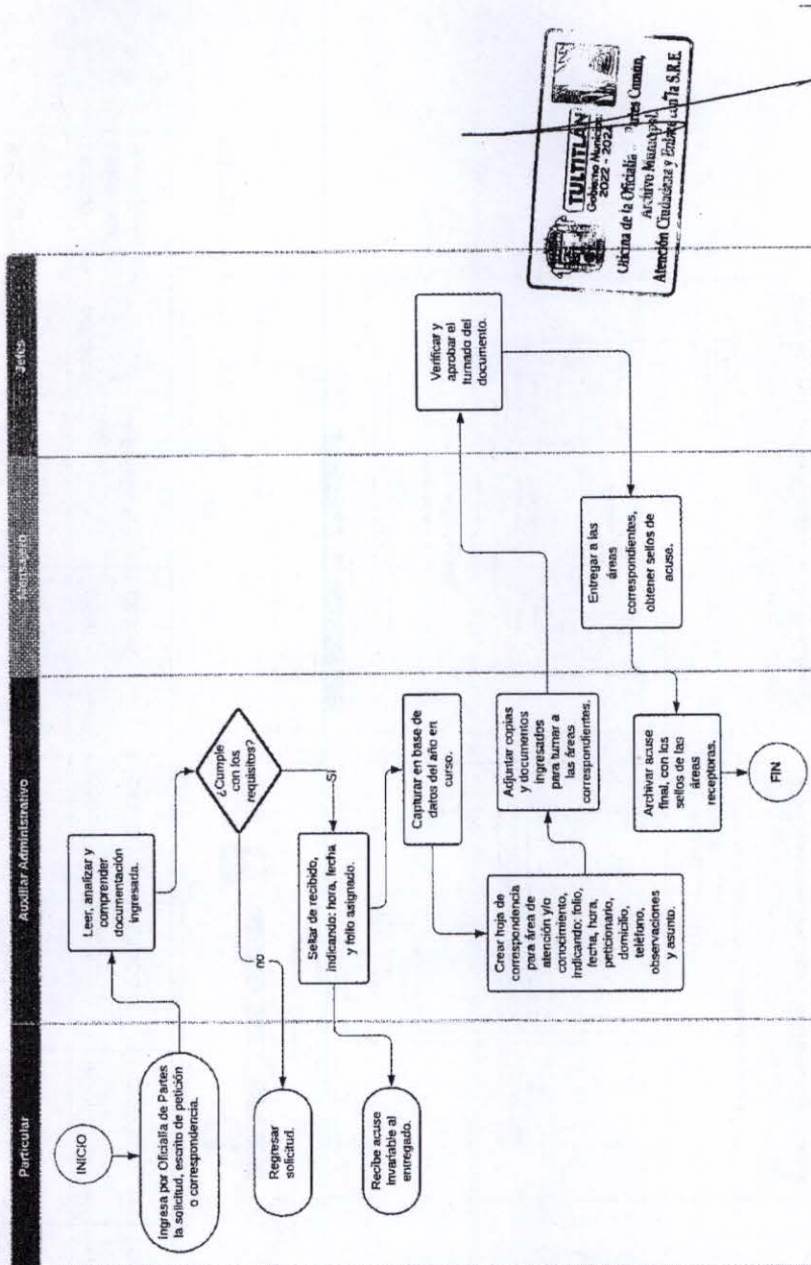 Particular
Auxiliar Administrativo
Jefes
INICIO
Ingresa por Oficialía de Partes
la solicitud, escrito de petición
o correspondencia.
Leer, analizar y
comprender
documentación
ingresada.
¿Cumple
con los
requisitos?
no
Si
Regresar
solicitud.
Sellar de recibido,
indicando: hora, fecha
y folio asignado.
Recibe acuse
invariable al
entregado.
Capturar en base de
datos del año en
curso.
Crear hoja de
correspondencia
para área de
atención y/o
conocimiento,
indicando: folio,
fecha, hora,
peticionario,
domicilio,
teléfono,
observaciones
y asunto.
Adjuntar copias
y documentos
ingresados
para turnar a
las áreas
correspondientes.
Verificar y
aprobar el
turnado del
documento.
Entregar a las
áreas
correspondientes,
obtener sellos de
acuse.
Archivar acuse
final, con los
sellos de las
áreas
receptoras.
FIN
TULTITLÁN
Gobierno Municipal
2022 - 2024
Oficina de la Oficialía Partes Común,
Archivo Municipal,
Atención Ciudadana y Enlace con la S.R.E.